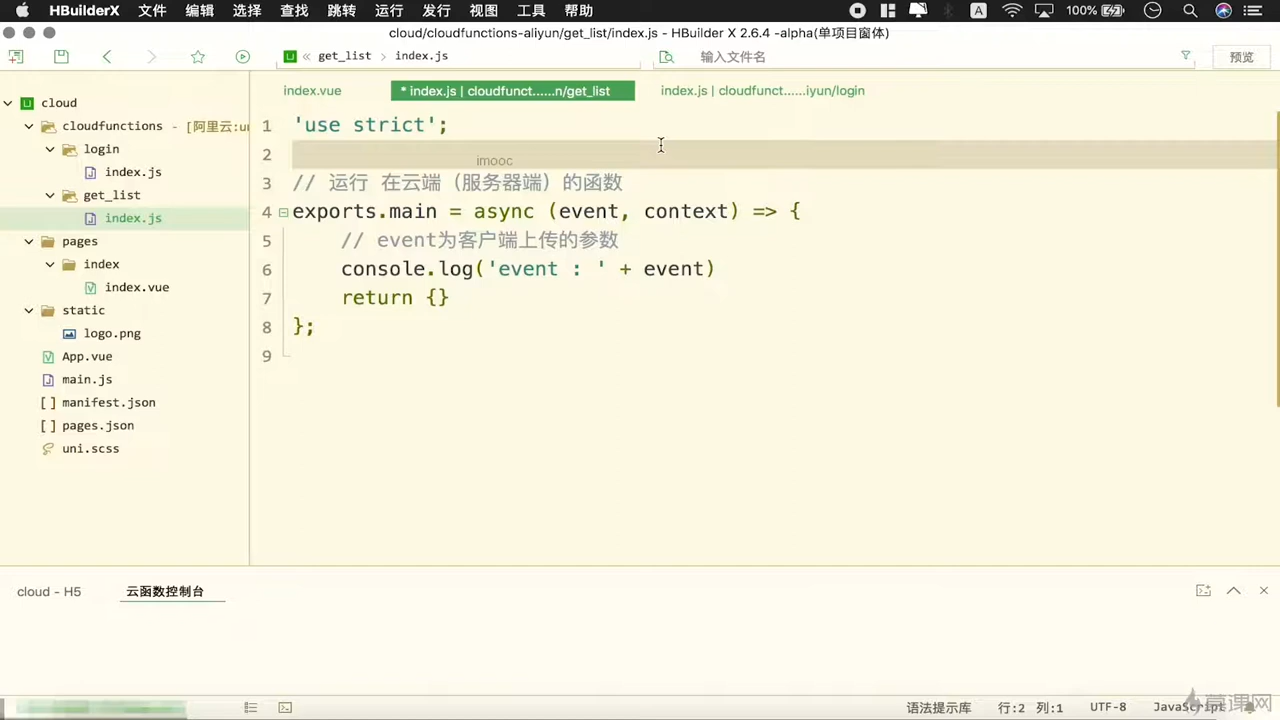 HBuilderX 文件 编辑 选择 查找 跳转 运行 发行 视图 工具 帮助 A 100%
cloud/cloudfunctions-aliyun/get_list/index.js - HBuilder X 2.6.4 -alpha(单项目窗体)
U « get_list > index.js 输入文件名 预览
index.vue * index.js | cloudfunct......n/get_list index.js | cloudfunct......iyun/login
cloud
cloudfunctions - [阿里云:
login
index.js
get_list
index.js
pages
index
index.vue
static
logo.png
App.vue
main.js
[ ] manifest.json
[ ] pages.json
uni.scss
1 'use strict';
2
imooc
3 // 运行 在云端（服务器端）的函数
4 exports.main = async (event, context) => {
5 // event为客户端上传的参数
6 console.log('event : ' + event)
7 return {}
8 };
9
cloud - H5 云函数控制台
语法提示库 行:2 列:1 UTF-8 JavaScript
慕课网